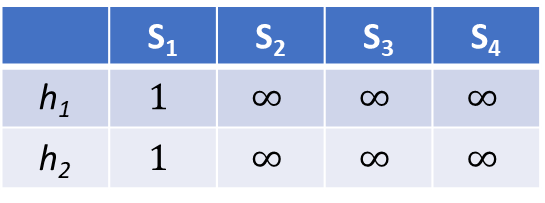 S₁ S₂ S₃ S₄
h₁ 1 ∞ ∞ ∞
h₂ 1 ∞ ∞ ∞